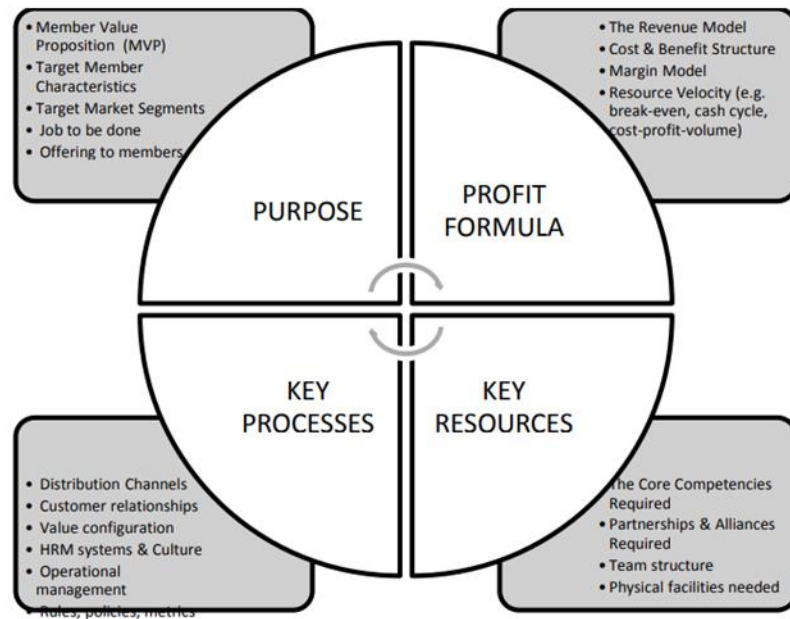 • Member Value
Proposition (MVP)
• Target Member
Characteristics
• Target Market Segments
• Job to be done
• Offering to members
• The Revenue Model
• Cost & Benefit Structure
• Margin Model
• Resource Velocity (e.g.
break-even, cash cycle,
cost-profit-volume)
PURPOSE
PROFIT
FORMULA
KEY
PROCESSES
KEY
RESOURCES
• Distribution Channels
• Customer relationships
• Value configuration
• HRM systems & Culture
• Operational
management
• Rules, policies, metrics
The Core Competencies
Required
• Partnerships & Alliances
Required
• Team structure
• Physical facilities needed